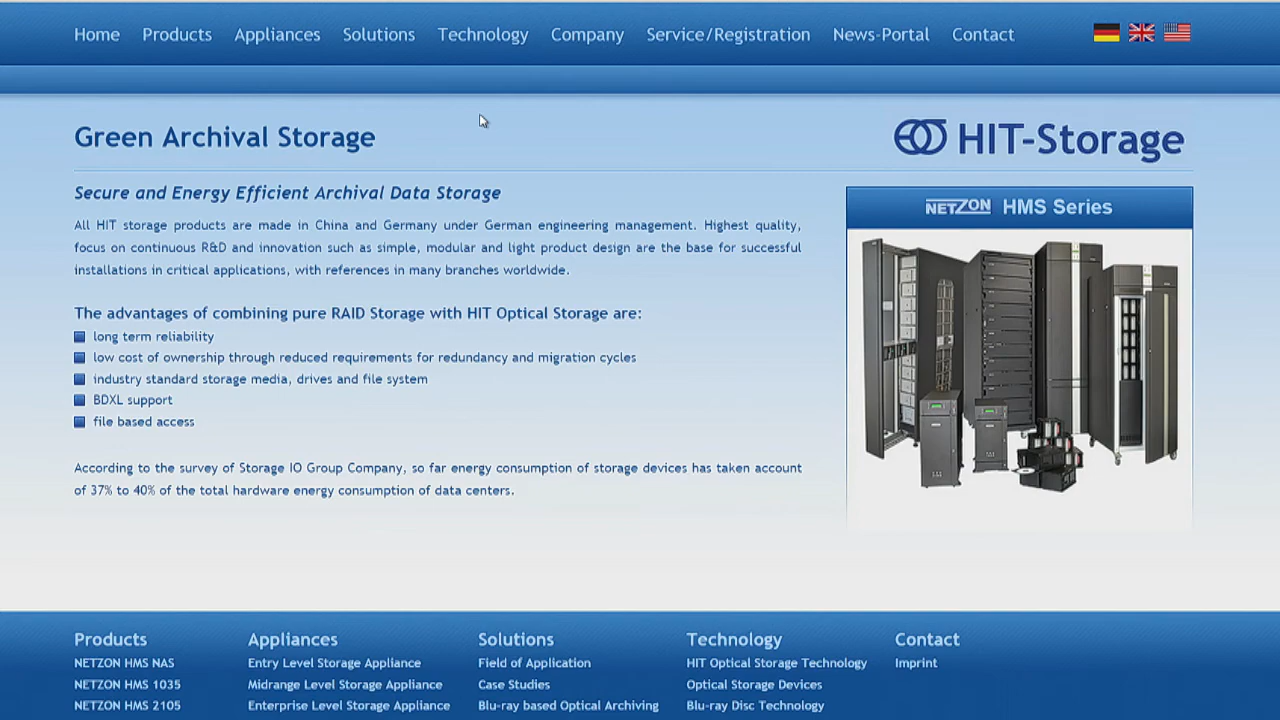 Home Products Appliances Solutions Technology Company Service/Registration News-Portal Contact
Green Archival Storage
HIT-Storage
Secure and Energy Efficient Archival Data Storage
All HIT storage products are made in China and Germany under German engineering management. Highest quality,
focus on continuous R&D and innovation such as simple, modular and light product design are the base for successful
installations in critical applications, with references in many branches worldwide.
The advantages of combining pure RAID Storage with HIT Optical Storage are:
long term reliability
low cost of ownership through reduced requirements for redundancy and migration cycles
industry standard storage media, drives and file system
BDXL support
file based access
According to the survey of Storage IO Group Company, so far energy consumption of storage devices has taken account
of 37% to 40% of the total hardware energy consumption of data centers.
NETZON HMS Series
Products
NETZON HMS NAS
NETZON HMS 1035
NETZON HMS 2105
Appliances
Entry Level Storage Appliance
Midrange Level Storage Appliance
Enterprise Level Storage Appliance
Solutions
Field of Application
Case Studies
Blu-ray based Optical Archiving
Technology
HIT Optical Storage Technology
Optical Storage Devices
Blu-ray Disc Technology
Contact
Imprint